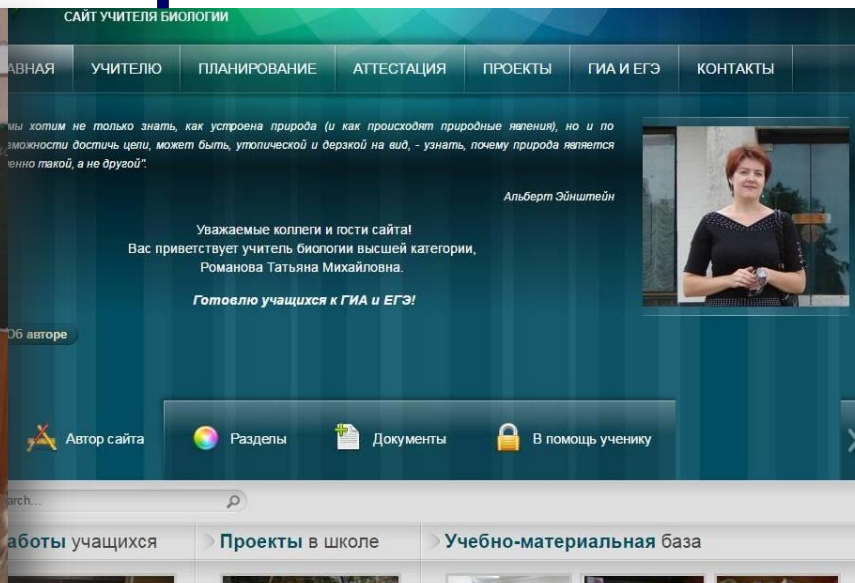 САЙТ УЧИТЕЛЯ БИОЛОГИИ
АВНАЯ УЧИТЕЛЮ ПЛАНИРОВАНИЕ АТТЕСТАЦИЯ ПРОЕКТЫ ГИА И ЕГЭ КОНТАКТЫ
мы хотим не только знать, как устроена природа (и как происходят природные явления), но и по
зможности достичь цели, может быть, утопической и дерзкой на вид, - узнать, почему природа является
енно такой, а не другой".
Альберт Эйнштейн
Уважаемые коллеги и гости сайта!
Вас приветствует учитель биологии высшей категории,
Романова Татьяна Михайловна.
Готовлю учащихся к ГИА и ЕГЭ!
Об авторе
Автор сайта Разделы Документы В помощь ученику
arch...
аботы учащихся Проекты в школе Учебно-материальная база